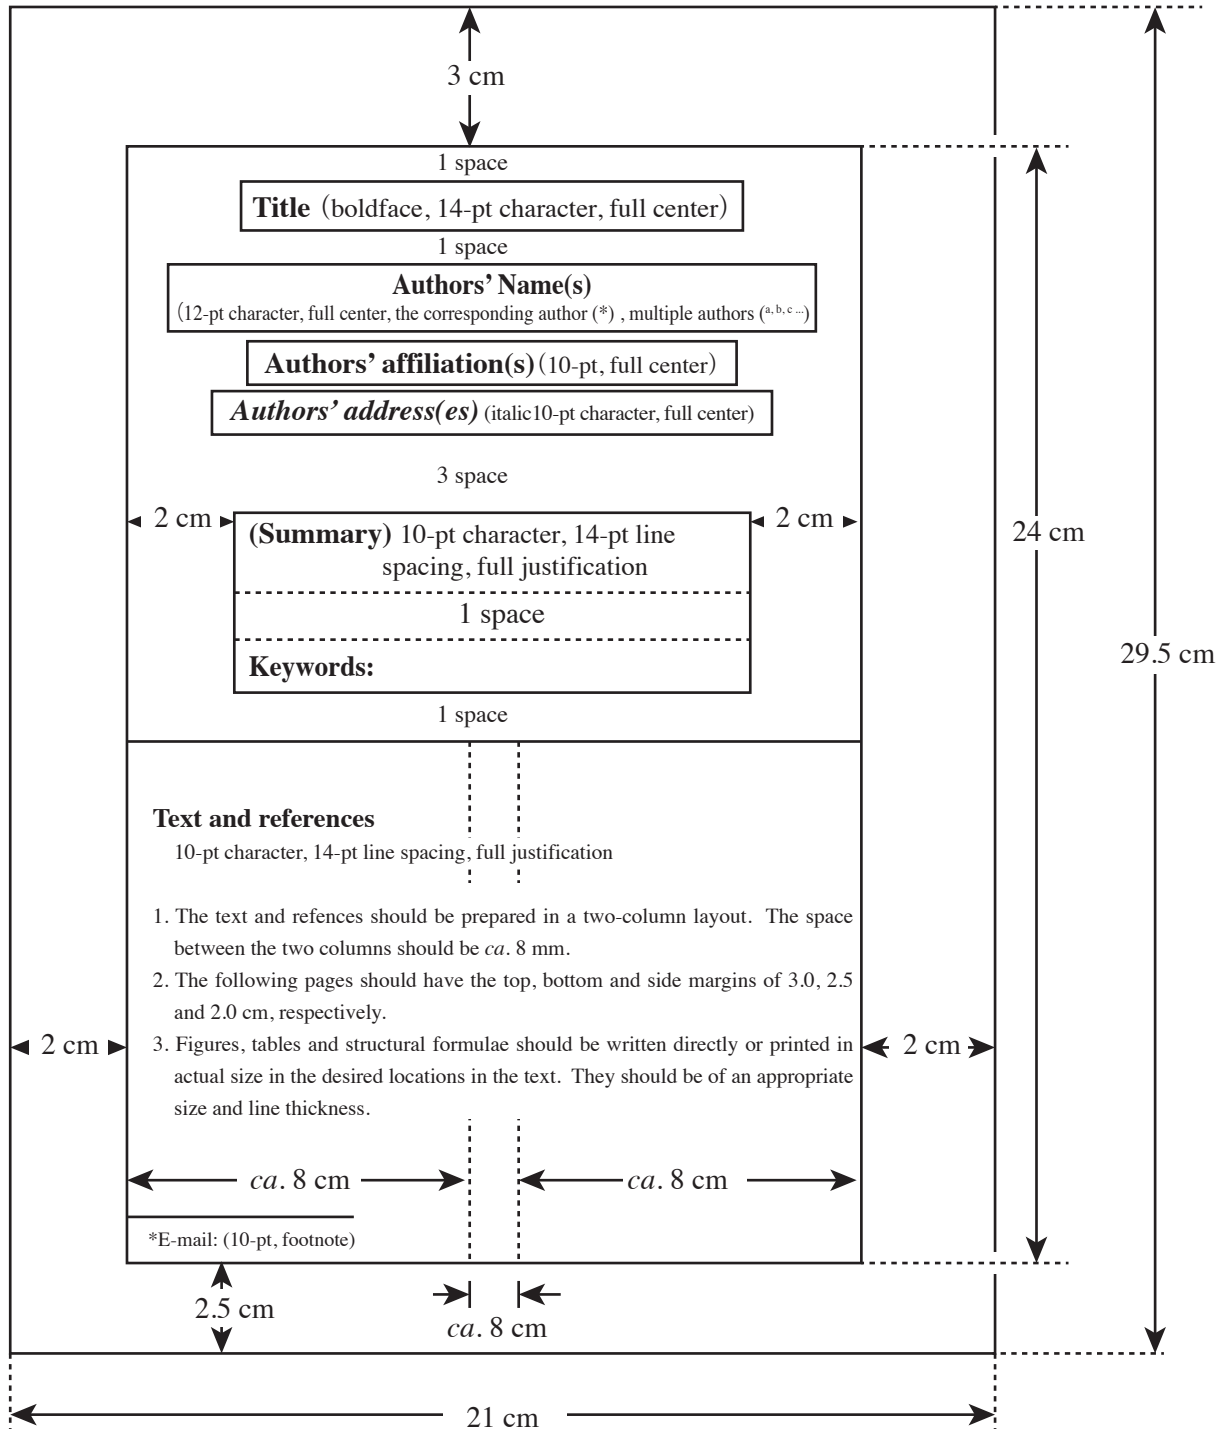 3 cm
1 space
Title (boldface, 14-pt character, full center)
1 space
Authors’ Name(s)
(12-pt character, full center, the corresponding author (*) , multiple authors (a, b, c ...)
Authors’ affiliation(s) (10-pt, full center)
Authors’ address(es) (italic10-pt character, full center)
3 space
2 cm
2 cm
(Summary) 10-pt character, 14-pt line
spacing, full justification
24 cm
1 space
Keywords:
29.5 cm
1 space
Text and references
10-pt character, 14-pt line spacing, full justification
1. The text and refences should be prepared in a two-column layout. The space
between the two columns should be ca. 8 mm.
2. The following pages should have the top, bottom and side margins of 3.0, 2.5
and 2.0 cm, respectively.
2 cm
3. Figures, tables and structural formulae should be written directly or printed in
actual size in the desired locations in the text. They should be of an appropriate
size and line thickness.
2 cm
ca. 8 cm
ca. 8 cm
*E-mail: (10-pt, footnote)
2.5 cm
ca. 8 cm
21 cm